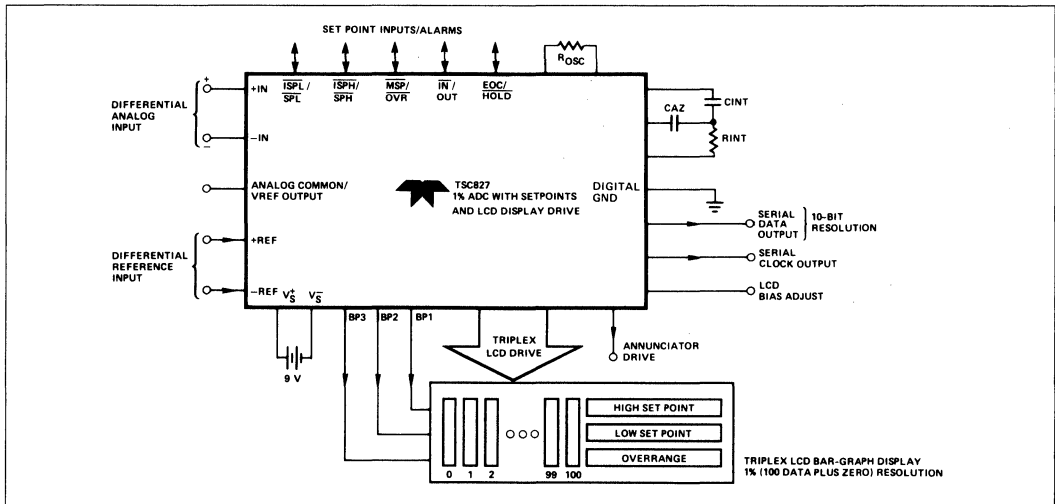 SET POINT INPUTS/ALARMS
ISPL / SPL
ISPH/ SPH
MSP/ OVR
IN / OUT
EOC/ HOLD
ROSC
DIFFERENTIAL ANALOG INPUT
+
−
+IN
−IN
ANALOG COMMON/ VREF OUTPUT
DIFFERENTIAL REFERENCE INPUT
+REF
−REF
TSC827
1% ADC WITH SETPOINTS
AND LCD DISPLAY DRIVE
CAZ
CINT
RINT
DIGITAL GND
SERIAL DATA OUTPUT
10-BIT RESOLUTION
SERIAL CLOCK OUTPUT
LCD BIAS ADJUST
VS+
VS−
9 V
BP3
BP2
BP1
TRIPLEX LCD DRIVE
ANNUNCIATOR DRIVE
HIGH SET POINT
LOW SET POINT
OVERRANGE
0 1 2 99 100
TRIPLEX LCD BAR-GRAPH DISPLAY
1% (100 DATA PLUS ZERO) RESOLUTION